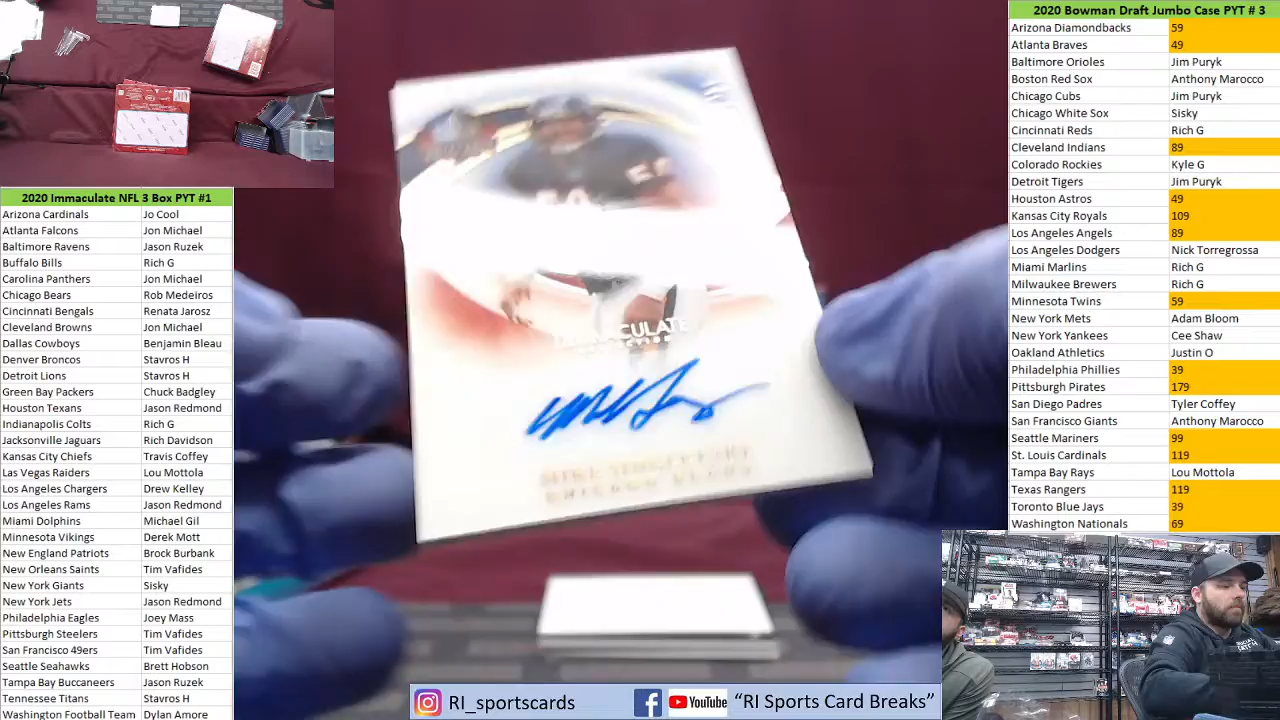 2020 Bowman Draft Jumbo Case PYT # 3
Arizona Diamondbacks 59
Atlanta Braves 49
Baltimore Orioles Jim Puryk
Boston Red Sox Anthony Marocco
Chicago Cubs Jim Puryk
Chicago White Sox Sisky
Cincinnati Reds Rich G
Cleveland Indians 89
Colorado Rockies Kyle G
Detroit Tigers Jim Puryk
Houston Astros 49
Kansas City Royals 109
Los Angeles Angels 89
Los Angeles Dodgers Nick Torregrossa
Miami Marlins Rich G
Milwaukee Brewers Rich G
Minnesota Twins 59
New York Mets Adam Bloom
New York Yankees Cee Shaw
Oakland Athletics Justin O
Philadelphia Phillies 39
Pittsburgh Pirates 179
San Diego Padres Tyler Coffey
San Francisco Giants Anthony Marocco
Seattle Mariners 99
St. Louis Cardinals 119
Tampa Bay Rays Lou Mottola
Texas Rangers 119
Toronto Blue Jays 39
Washington Nationals 69
2020 Immaculate NFL 3 Box PYT #1
Arizona Cardinals Jo Cool
Atlanta Falcons Jon Michael
Baltimore Ravens Jason Ruzek
Buffalo Bills Rich G
Carolina Panthers Jon Michael
Chicago Bears Rob Medeiros
Cincinnati Bengals Renata Jarosz
Cleveland Browns Jon Michael
Dallas Cowboys Benjamin Bleau
Denver Broncos Stavros H
Detroit Lions Stavros H
Green Bay Packers Chuck Badgley
Houston Texans Jason Redmond
Indianapolis Colts Rich G
Jacksonville Jaguars Rich Davidson
Kansas City Chiefs Travis Coffey
Las Vegas Raiders Lou Mottola
Los Angeles Chargers Drew Kelley
Los Angeles Rams Jason Redmond
Miami Dolphins Michael Gil
Minnesota Vikings Derek Mott
New England Patriots Brock Burbank
New Orleans Saints Tim Vafides
New York Giants Sisky
New York Jets Jason Redmond
Philadelphia Eagles Joey Mass
Pittsburgh Steelers Tim Vafides
San Francisco 49ers Tim Vafides
Seattle Seahawks Brett Hobson
Tampa Bay Buccaneers Jason Ruzek
Tennessee Titans Stavros H
Washington Football Team Dylan Amore
RI_sportscards YouTube "RI Sports Card Breaks"